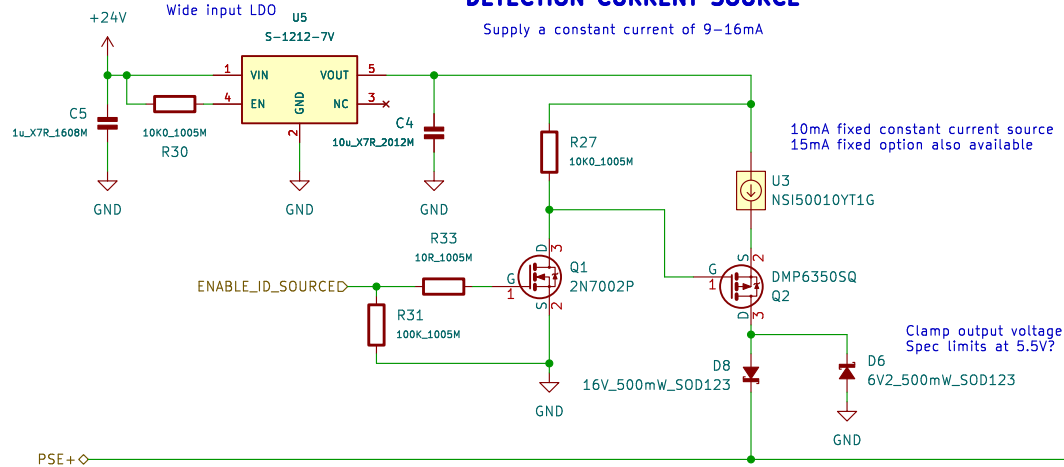 DETECTION CURRENT SOURCE
Wide input LDO
Supply a constant current of 9-16mA
+24V
U5
S-1212-7V
1
VIN
VOUT
5
4
EN
GND
NC
3
2
C5
1u_X7R_1608M
10K0_1005M
R30
C4
10u_X7R_2012M
GND
GND
GND
R27
10K0_1005M
10mA fixed constant current source
15mA fixed option also available
U3
NSI50010YT1G
R33
10R_1005M
ENABLE_ID_SOURCE
R31
100K_1005M
D
3
G
1
S
2
Q1
2N7002P
GND
S
2
G
1
D
3
DMP6350SQ
Q2
Clamp output voltage
Spec limits at 5.5V?
D8
16V_500mW_SOD123
D6
6V2_500mW_SOD123
GND
PSE+